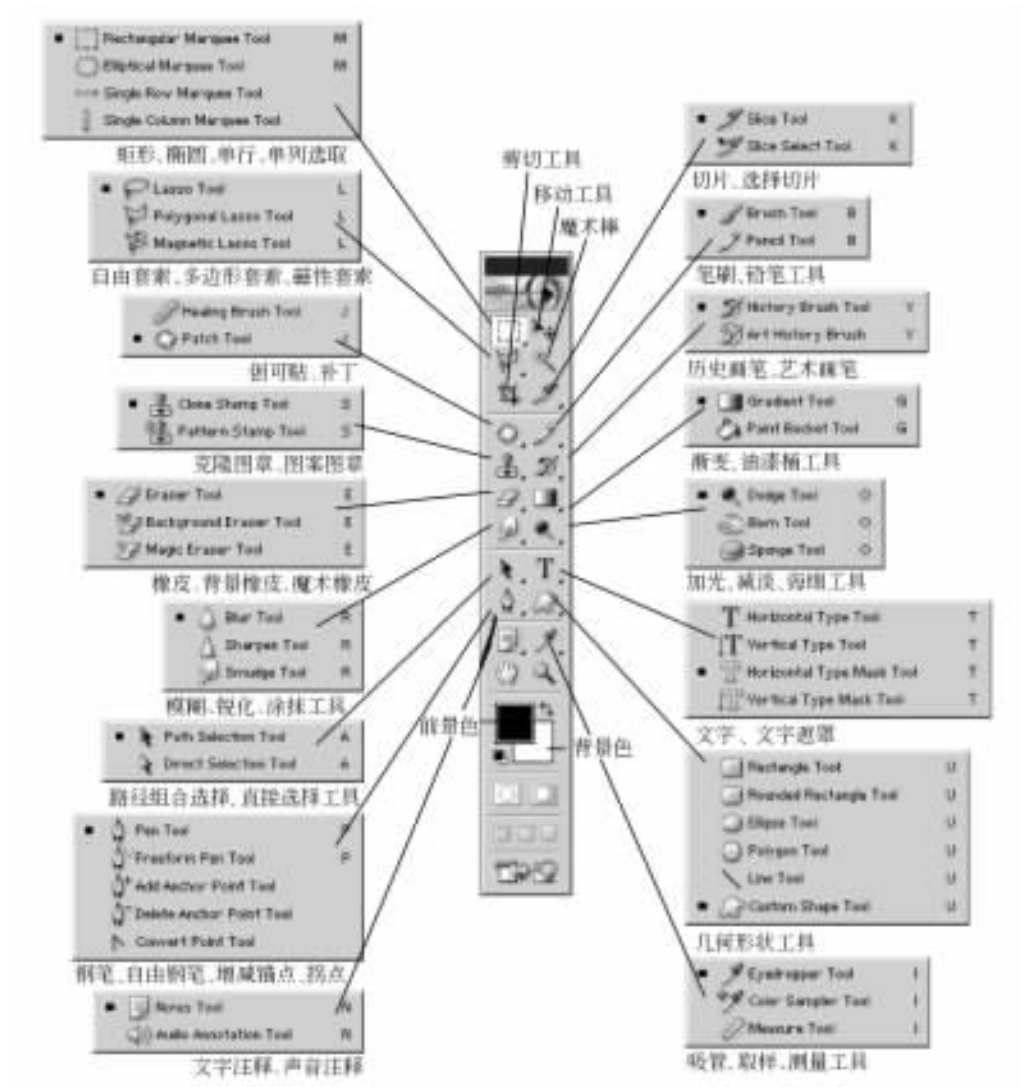 Rectangular Marquee Tool M
Elliptical Marquee Tool M
Single Row Marquee Tool
Single Column Marquee Tool
矩形、椭圆、单行、单列选取
Lasso Tool L
Polygonal Lasso Tool L
Magnetic Lasso Tool L
自由套索、多边形套索、磁性套索
Healing Brush Tool J
Patch Tool J
创可贴、补丁
Clone Stamp Tool S
Pattern Stamp Tool S
克隆图章、图案图章
Eraser Tool E
Background Eraser Tool E
Magic Eraser Tool E
橡皮、背景橡皮、魔术橡皮
Blur Tool R
Sharpen Tool R
Smudge Tool R
模糊、锐化、涂抹工具
Path Selection Tool A
Direct Selection Tool A
路径组合选择、直接选择工具
Pen Tool P
Freeform Pen Tool P
Add Anchor Point Tool
Delete Anchor Point Tool
Convert Point Tool
钢笔、自由钢笔、增减锚点、拐点
Notes Tool N
Audio Annotation Tool N
文字注释、声音注释
剪切工具
移动工具
魔术棒
前景色
背景色
Slice Tool K
Slice Select Tool K
切片、选择切片
Brush Tool B
Pencil Tool B
笔刷、铅笔工具
History Brush Tool Y
Art History Brush Y
历史画笔、艺术画笔
Gradient Tool G
Paint Bucket Tool G
渐变、油漆桶工具
Dodge Tool O
Burn Tool O
Sponge Tool O
加光、减淡、海绵工具
Horizontal Type Tool T
Vertical Type Tool T
Horizontal Type Mask Tool T
Vertical Type Mask Tool T
文字、文字遮罩
Rectangle Tool U
Rounded Rectangle Tool U
Ellipse Tool U
Polygon Tool U
Line Tool U
Custom Shape Tool U
几何形状工具
Eyedropper Tool I
Color Sampler Tool I
Measure Tool I
吸管、取样、测量工具